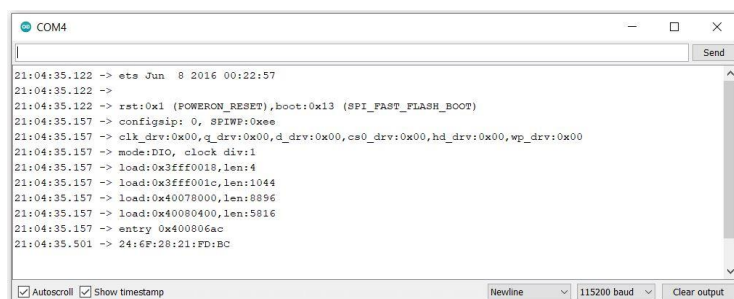 COM4
Send
21:04:35.122 -> ets Jun  8 2016 00:22:57
21:04:35.122 ->
21:04:35.122 -> rst:0x1 (POWERON_RESET),boot:0x13 (SPI_FAST_FLASH_BOOT)
21:04:35.157 -> configsip: 0, SPIWP:0xee
21:04:35.157 -> clk_drv:0x00,q_drv:0x00,d_drv:0x00,cs0_drv:0x00,hd_drv:0x00,wp_drv:0x00
21:04:35.157 -> mode:DIO, clock div:1
21:04:35.157 -> load:0x3fff0018,len:4
21:04:35.157 -> load:0x3fff001c,len:1044
21:04:35.157 -> load:0x40078000,len:8896
21:04:35.157 -> load:0x40080400,len:5816
21:04:35.157 -> entry 0x400806ac
21:04:35.501 -> 24:6F:28:21:FD:BC
Autoscroll Show timestamp Newline 115200 baud Clear output